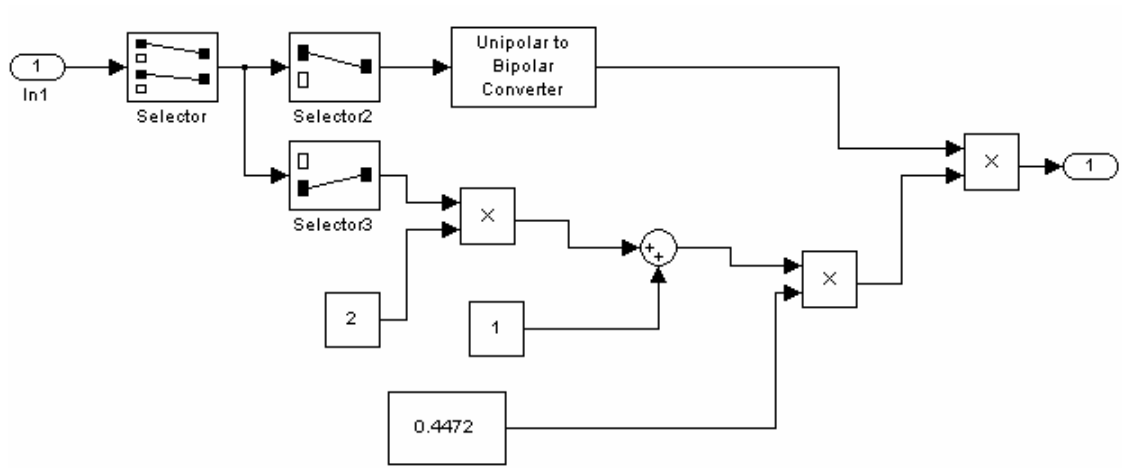 1
In1
Selector
Selector2
Unipolar to
Bipolar
Converter
Selector3
×
×
1
+
+
×
2
1
0.4472